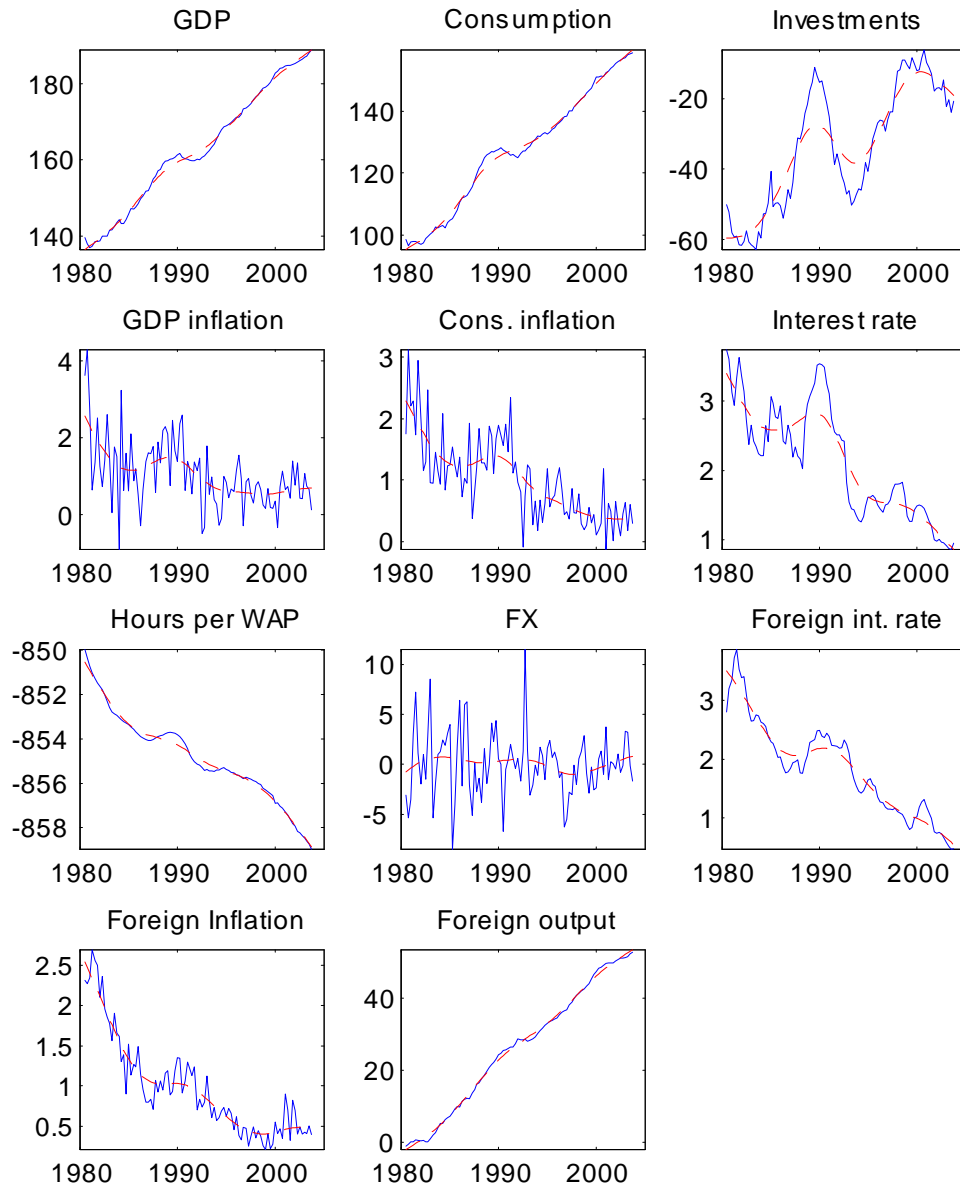 GDP
Consumption
Investments
180
160
140
1980 1990 2000
140
120
100
1980 1990 2000
-20
-40
-60
1980 1990 2000
GDP inflation
Cons. inflation
Interest rate
4
2
0
1980 1990 2000
3
2
1
0
1980 1990 2000
3
2
1
1980 1990 2000
Hours per WAP
FX
Foreign int. rate
-850
-852
-854
-856
-858
1980 1990 2000
10
5
0
-5
1980 1990 2000
3
2
1
1980 1990 2000
Foreign Inflation
Foreign output
2.5
2
1.5
1
0.5
1980 1990 2000
40
20
0
1980 1990 2000